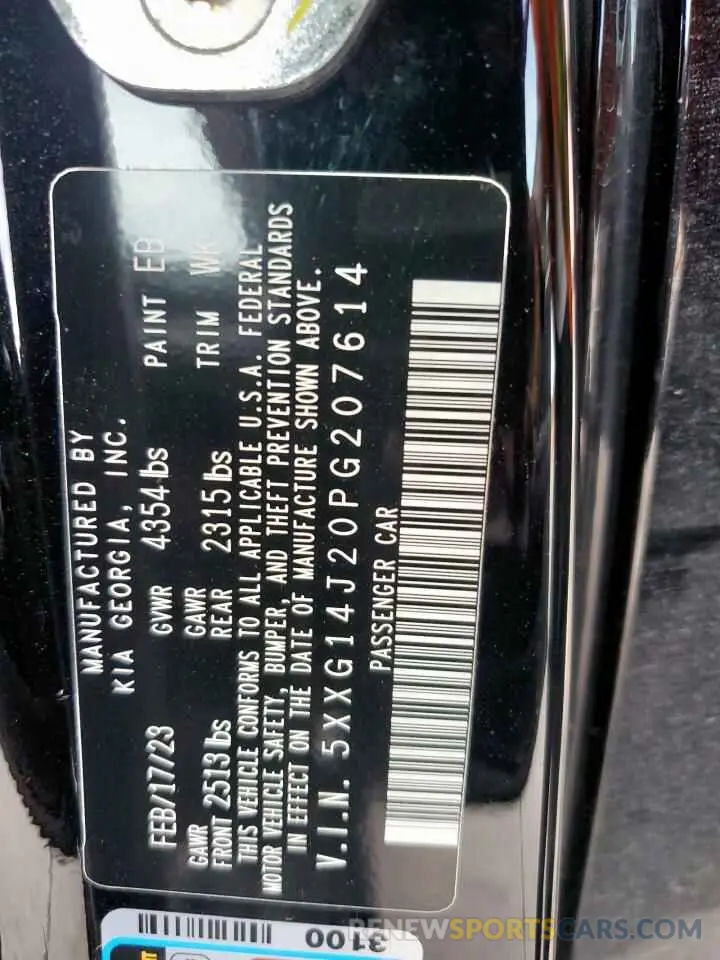 MANUFACTURED BY
KIA GEORGIA, INC.
FEB/17/23 GVWR 4354 lbs PAINT EB
GAWR GAWR TRIM WK
FRONT 2513 lbs REAR 2315 lbs
THIS VEHICLE CONFORMS TO ALL APPLICABLE U.S.A. FEDERAL
MOTOR VEHICLE SAFETY, BUMPER, AND THEFT PREVENTION STANDARDS
IN EFFECT ON THE DATE OF MANUFACTURE SHOWN ABOVE.
V.I.N. 5XXG14J20PG207614
PASSENGER CAR
3100
RENEWSPORTSCARS.COM